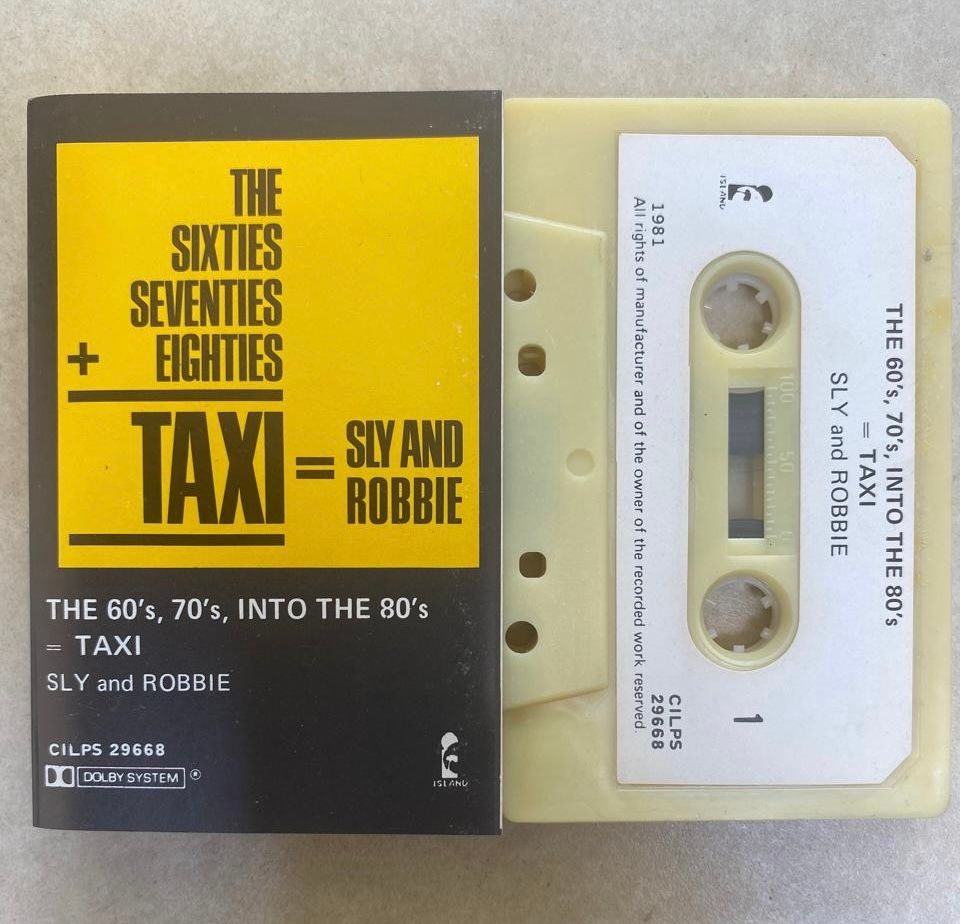 THE
SIXTIES
SEVENTIES
+ EIGHTIES
TAXI = SLY AND
ROBBIE
THE 60's, 70's, INTO THE 80's
= TAXI
SLY and ROBBIE
CILPS 29668
DOLBY SYSTEM ®
ISLAND
THE 60's, 70's, INTO THE 80's
= TAXI
SLY and ROBBIE
ISLAND
1
100 50 0
1981
All rights of manufacturer and of the owner of the recorded work reserved.
CILPS
29668